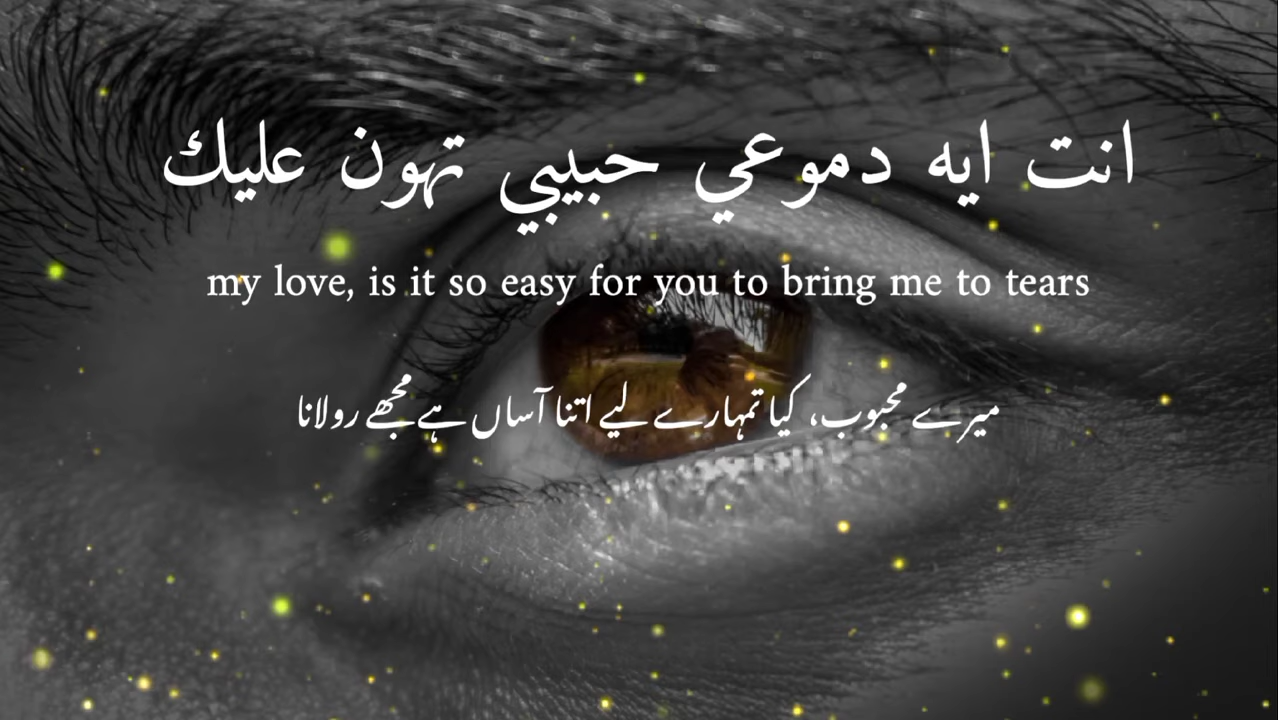 انت ايه دموعي حبيبي تهون عليك
my love, is it so easy for you to bring me to tears
میرے محبوب، کیا تمہارے لیے اتنا آساں ہے مجھے رولانا